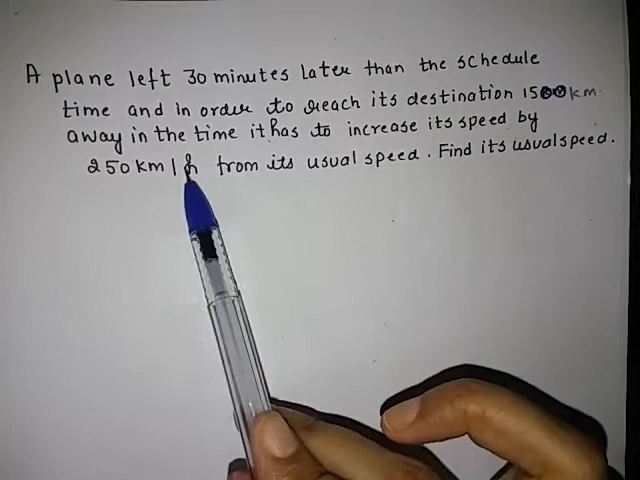 A plane left 30 minutes later than the schedule
time and in order to reach its destination 1500 km.
away in the time it has to increase its speed by
250 km/h from its usual speed. Find its usual speed.